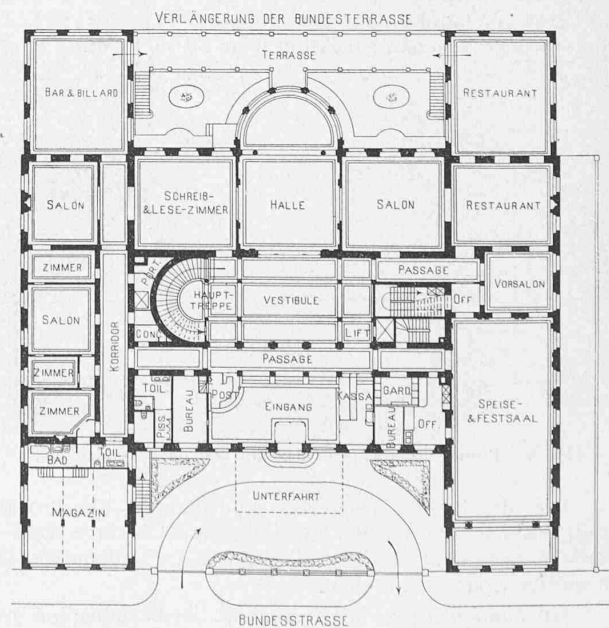 VERLÄNGERUNG DER BUNDESTERRASSE
TERRASSE
BAR & BILLARD
RESTAURANT
SALON
SCHREIB-
& LESE-ZIMMER
HALLE
SALON
RESTAURANT
ZIMMER
PORT
PASSAGE
HAUPT-
TREPPE
VESTIBULE
OFF
VORSALON
SALON
KORRIDOR
CONC
LIFT
PASSAGE
ZIMMER
ZIMMER
TOIL.
PISS.
BUREAU
POST
EINGANG
KASSA
GARD.
BUREAU
OFF.
SPEISE-
& FESTSAAL
BAD
TOIL
MAGAZIN
UNTERFAHRT
BUNDESSTRASSE